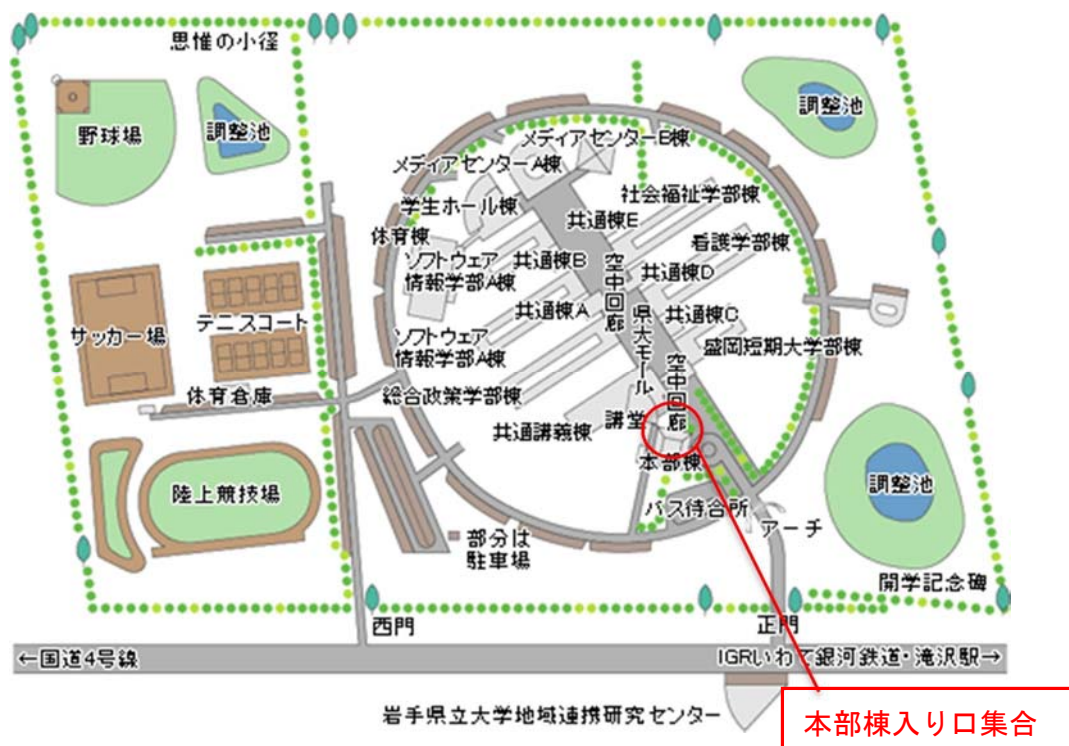 思惟の小径
野球場
調整池
調整池
メディアセンターB棟
メディアセンターA棟
学生ホール棟
体育棟
社会福祉学部棟
共通棟E
看護学部棟
ソフトウェア
情報学部A棟
共通棟B
空中回廊
共通棟D
サッカー場
テニスコート
共通棟A
県大モール
共通棟C
ソフトウェア
情報学部A棟
空中回廊
盛岡短期大学部棟
体育倉庫
総合政策学部棟
共通講義棟
講堂
本部棟
陸上競技場
調整池
バス待合所
アーチ
部分は
駐車場
開学記念碑
西門
正門
←国道4号線
IGRいわて銀河鉄道・滝沢駅→
岩手県立大学地域連携研究センター
本部棟入り口集合